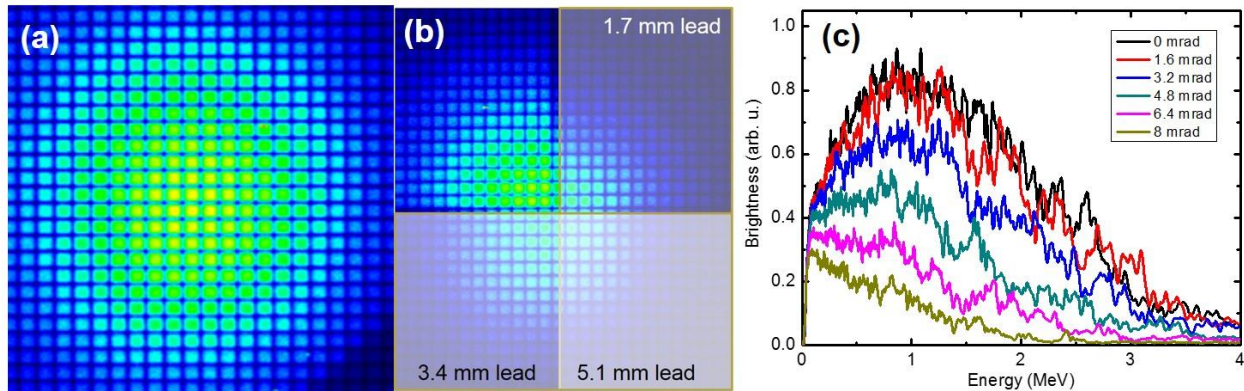 (a)
(b)
1.7 mm lead
3.4 mm lead
5.1 mm lead
(c)
1.0
0.8
0.6
0.4
0.2
0.0
Brightness (arb. u.)
0 mrad
1.6 mrad
3.2 mrad
4.8 mrad
6.4 mrad
8 mrad
0
1
2
3
4
Energy (MeV)